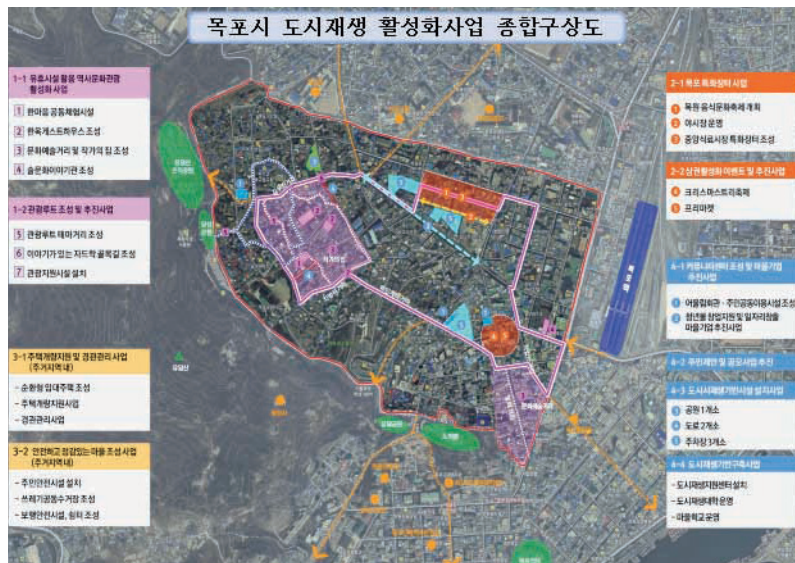 목포시 도시재생 활성화사업 종합구상도
1-1 유휴시설 활용 역사문화관광
활성화 사업
1 한마음 공동체험시설
2 한옥게스트하우스 조성
3 문화예술거리 및 작가의 집 조성
4 술문화이야기관 조성
1-2 관광루트 조성 및 추진사업
5 관광루트 테마거리 조성
6 이야기가 있는 자드락 골목길 조성
7 관광지원시설 설치
3-1 주택개량지원 및 경관관리 사업
(주거지역 내)
- 순환형 임대주택 조성
- 주택개량지원사업
- 경관관리사업
3-2 안전하고 정감있는 마을 조성 사업
(주거지역 내)
- 주민안전시설 설치
- 쓰레기공동수거장 조성
- 보행안전시설, 쉼터 조성
2-1 목포 특화장터 사업
1 목원 음식문화축제 개최
2 야시장 운영
3 중앙식료시장 특화장터 조성
2-2 상권활성화 이벤트 및 추진사업
4 크리스마스트리축제
5 프리마켓
4-1 커뮤니티센터 조성 및 마을기업
추진사업
1 어울림회관·주민공동이용시설 조성
2 청년몰 창업지원 및 일자리창출
마을기업 추진사업
4-2 주민제안 및 공모사업 추진
4-3 도시재생기반시설 설치사업
3 공원 1개소
4 도로 2개소
5 주차장 3개소
4-4 도시재생기반구축사업
- 도시재생지원센터 설치
- 도시재생대학 운영
- 마을학교 운영
유달산
목포역